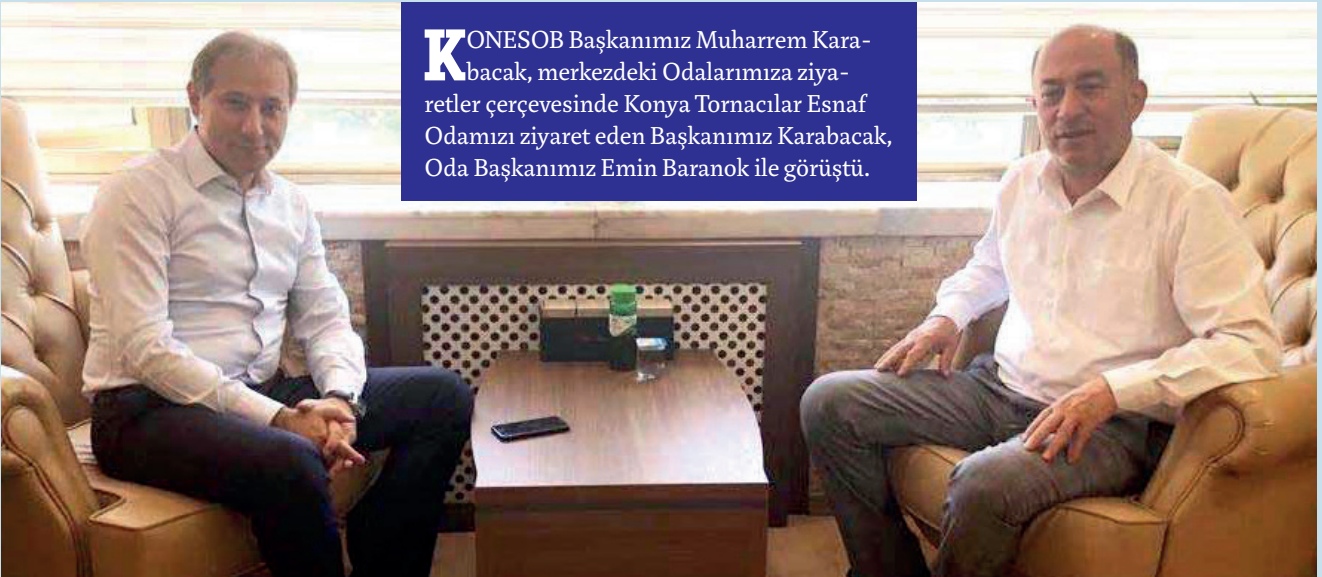 KONESOB Başkanımız Muharrem Kara-
bacak, merkezdeki Odalarımıza ziya-
retler çerçevesinde Konya Tornacılar Esnaf
Odamızı ziyaret eden Başkanımız Karabacak,
Oda Başkanımız Emin Baranok ile görüştü.